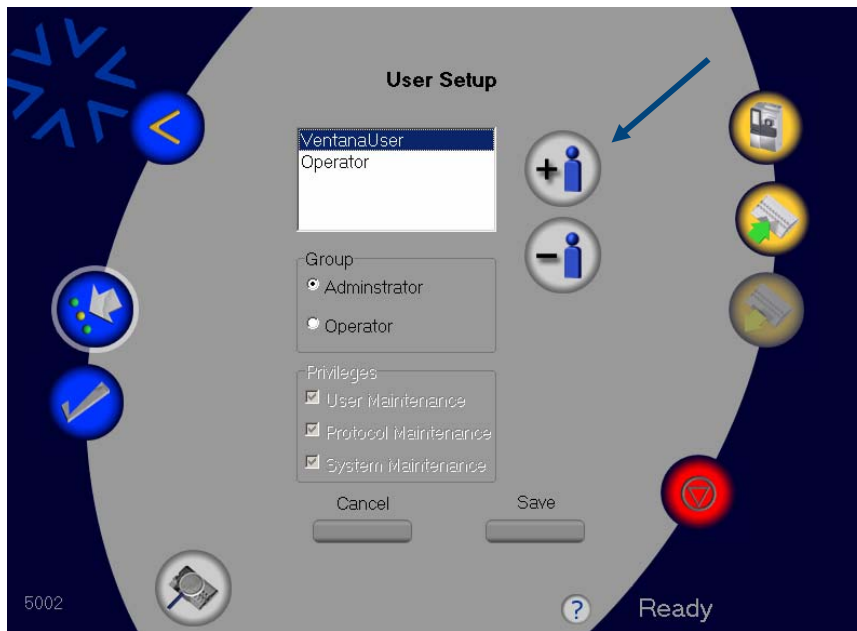 User Setup
VentanaUser
Operator
Group
Adminstrator
Operator
Privileges
User Maintenance
Protocol Maintenance
System Maintenance
Cancel
Save
5002
?
Ready